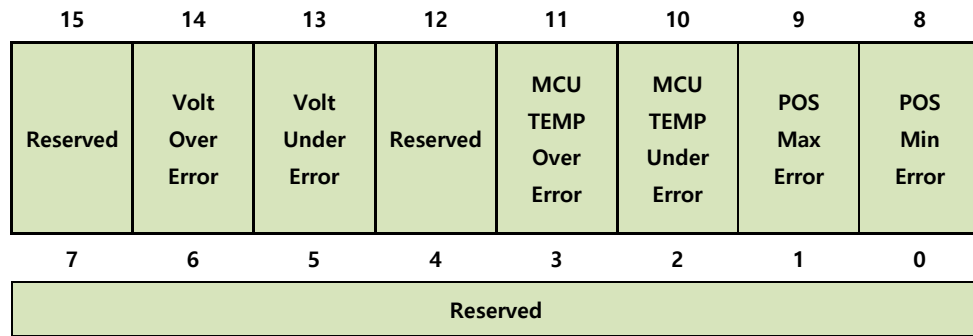 15 14 13 12 11 10 9 8
Reserved
Volt
Over
Error
Volt
Under
Error
Reserved
MCU
TEMP
Over
Error
MCU
TEMP
Under
Error
POS
Max
Error
POS
Min
Error
7 6 5 4 3 2 1 0
Reserved